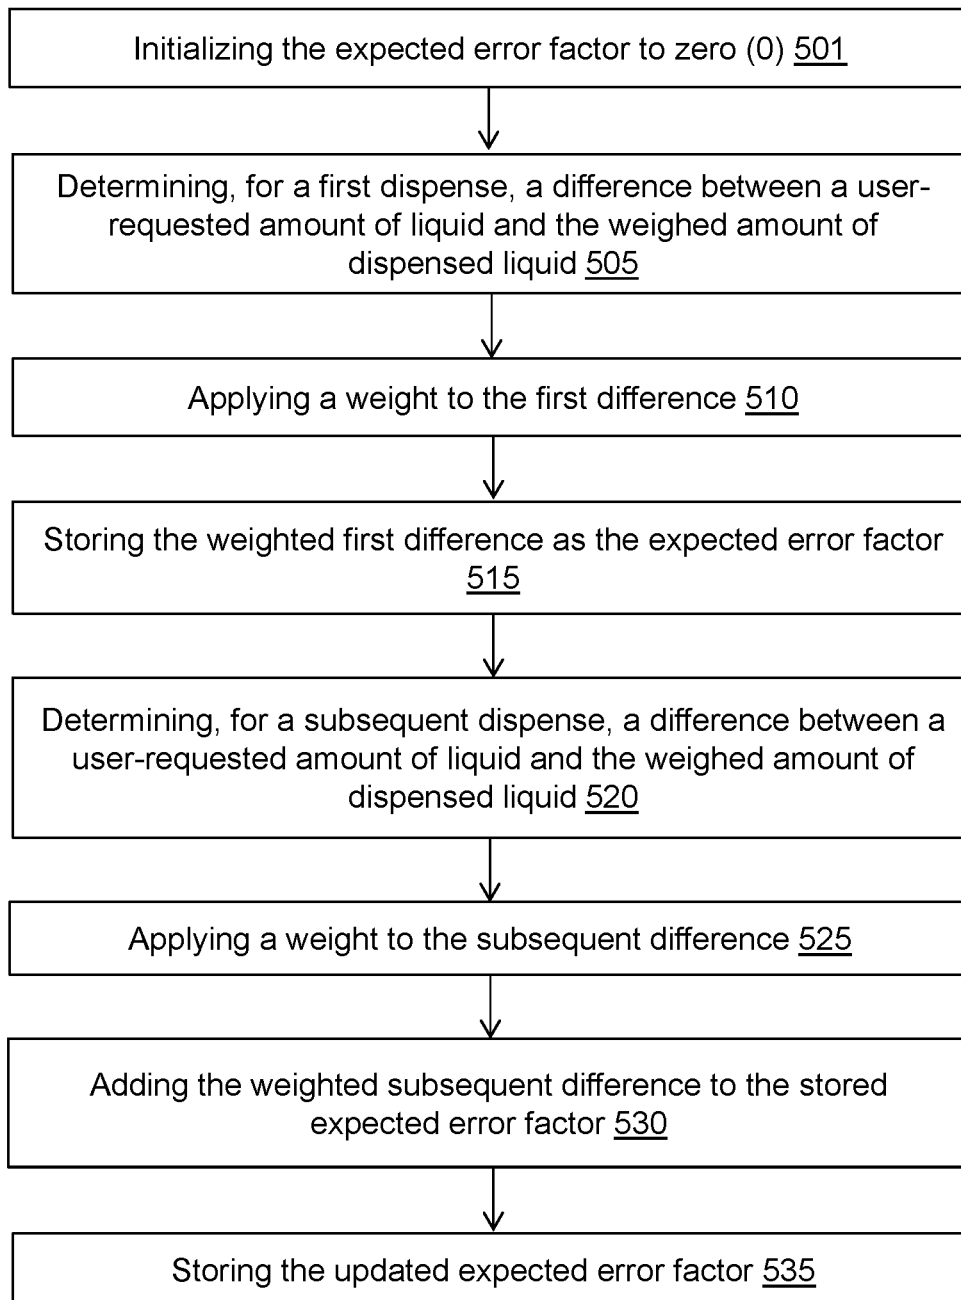 Initializing the expected error factor to zero (0) 501
Determining, for a first dispense, a difference between a user-
requested amount of liquid and the weighed amount of
dispensed liquid 505
Applying a weight to the first difference 510
Storing the weighted first difference as the expected error factor
515
Determining, for a subsequent dispense, a difference between a
user-requested amount of liquid and the weighed amount of
dispensed liquid 520
Applying a weight to the subsequent difference 525
Adding the weighted subsequent difference to the stored
expected error factor 530
Storing the updated expected error factor 535